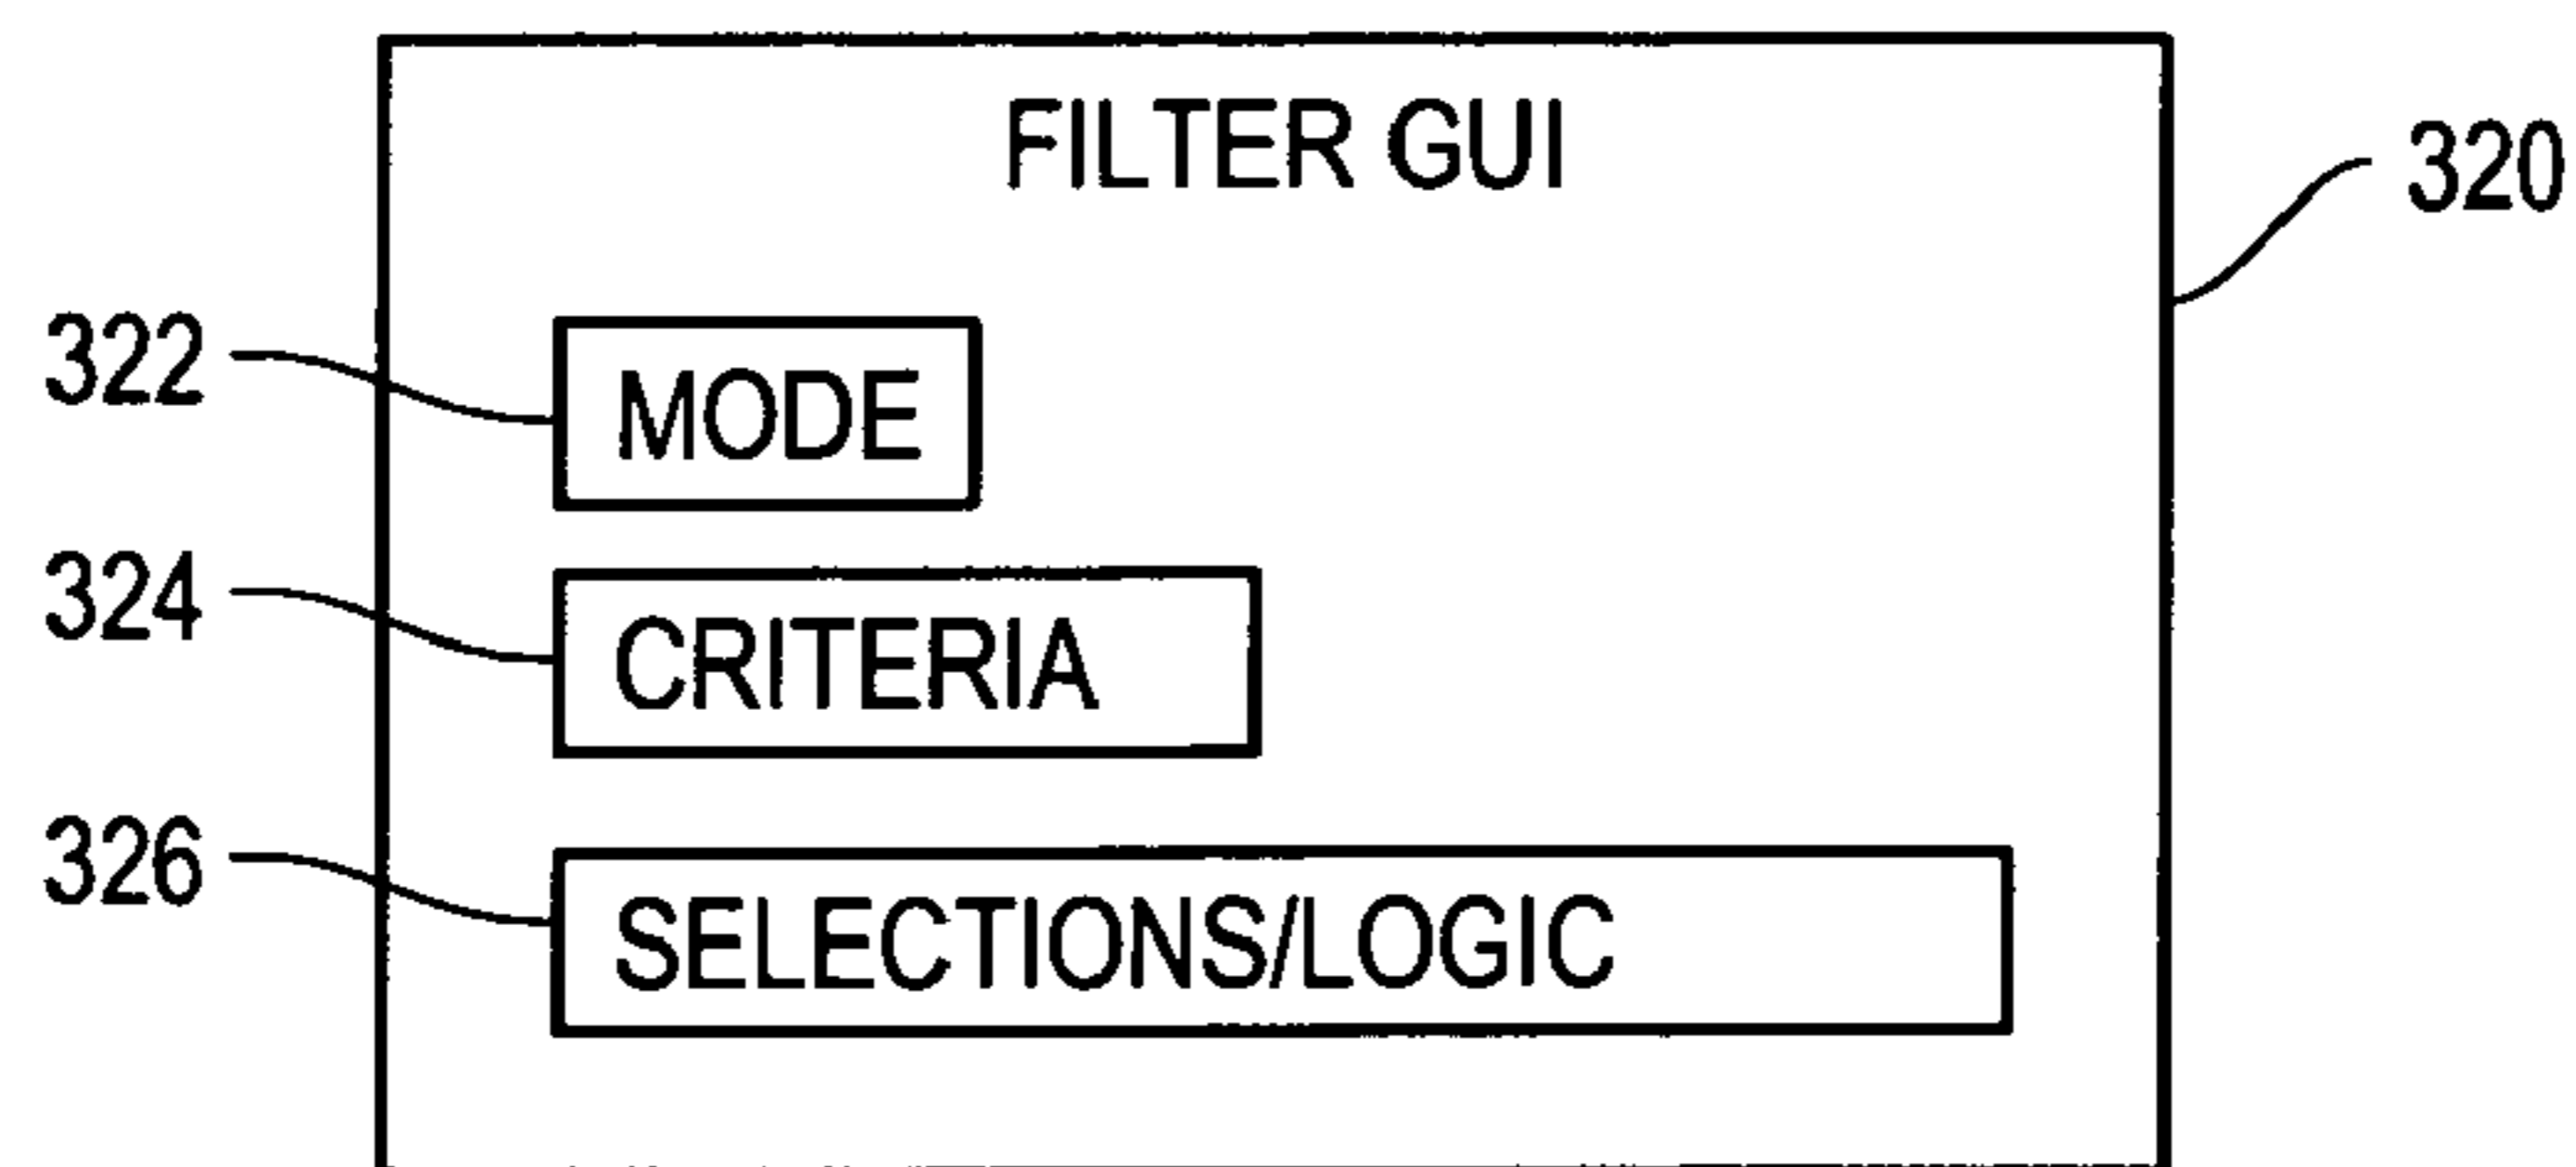 FILTER GUI
320
322
MODE
324
CRITERIA
326
SELECTIONS/LOGIC